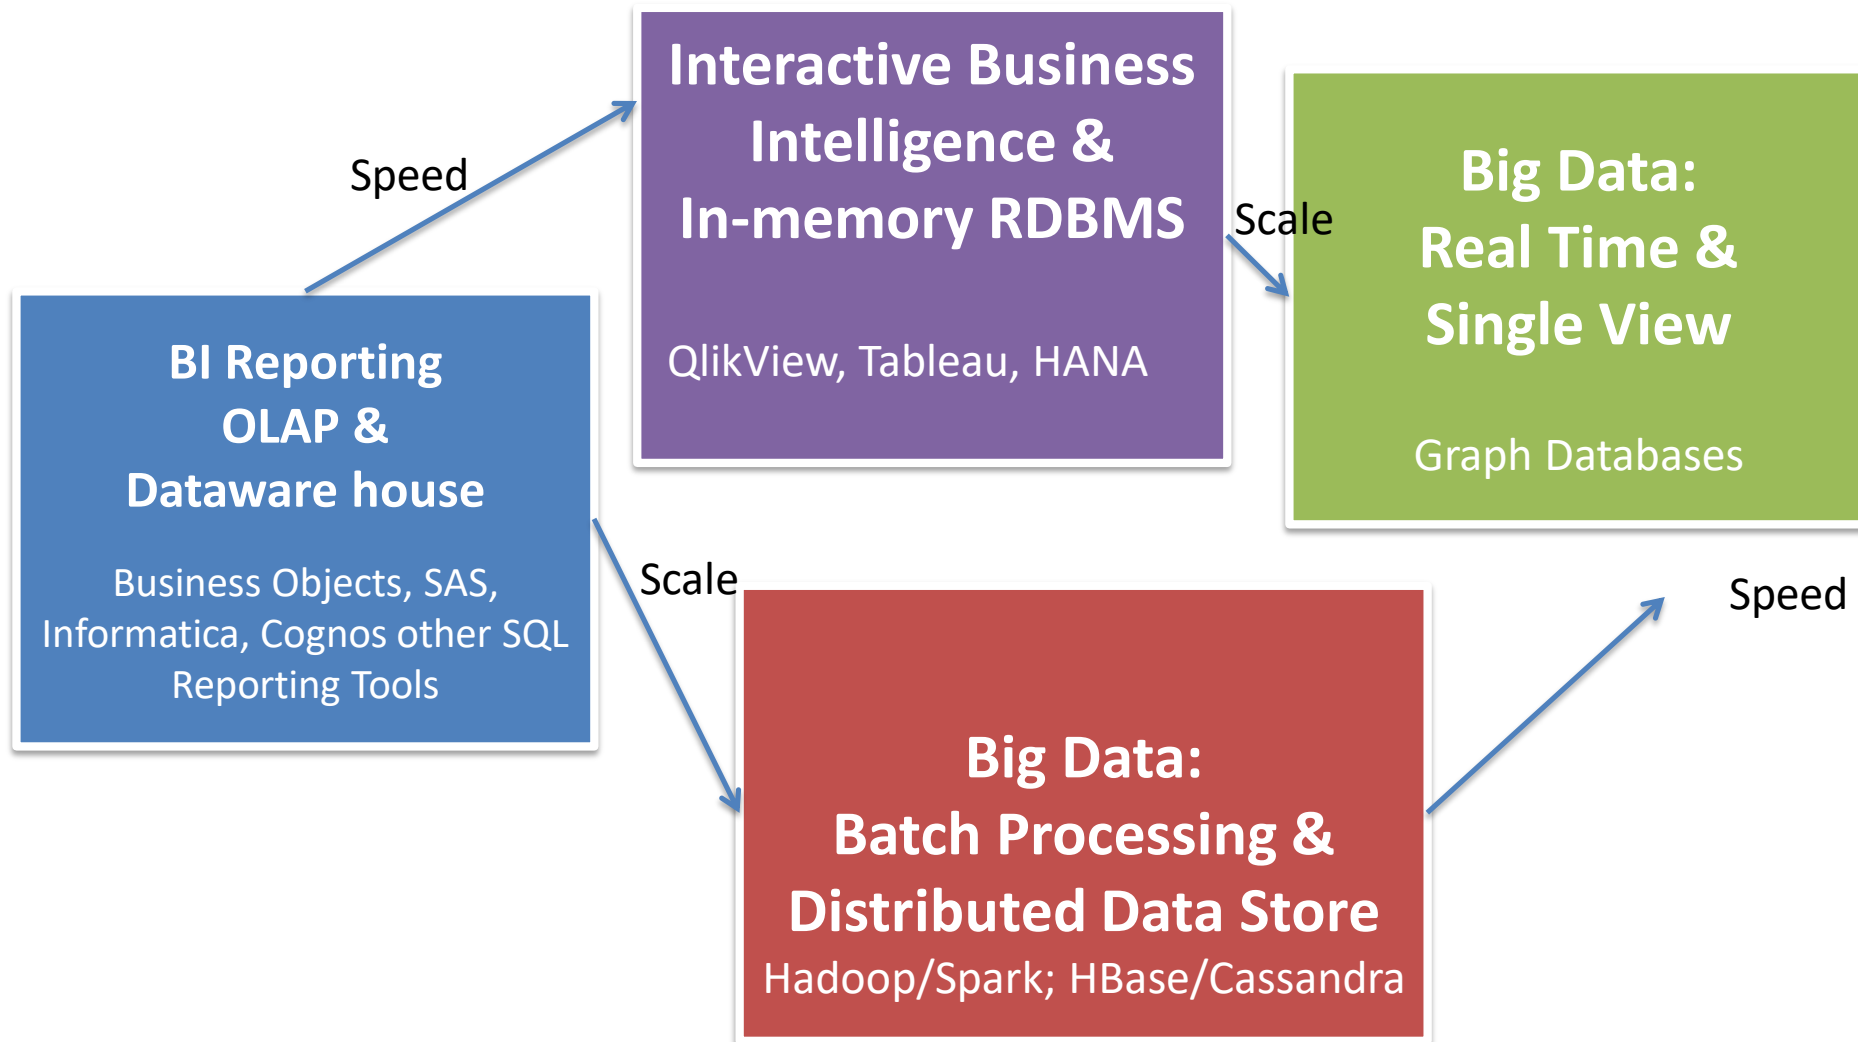 Interactive Business
Intelligence &
In-memory RDBMS
QlikView, Tableau, HANA
Speed
Scale
Big Data:
Real Time &
Single View
Graph Databases
BI Reporting
OLAP &
Dataware house
Business Objects, SAS,
Informatica, Cognos other SQL
Reporting Tools
Scale
Speed
Big Data:
Batch Processing &
Distributed Data Store
Hadoop/Spark; HBase/Cassandra